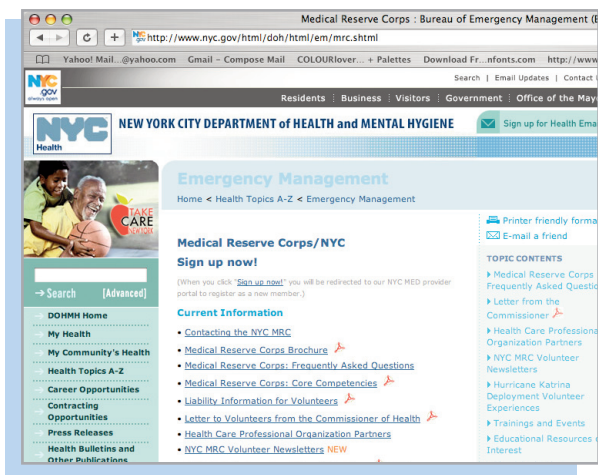 Medical Reserve Corps : Bureau of Emergency Management (E
http://www.nyc.gov/html/doh/html/em/mrc.shtml
Yahoo! Mail...@yahoo.com Gmail - Compose Mail COLOURlover... + Palettes Download Fr...nfonts.com http://www
NYC
.gov
always open
Search | Email Updates | Contact
Residents Business Visitors Government Office of the May
NYC
Health
NEW YORK CITY DEPARTMENT of HEALTH and MENTAL HYGIENE
Sign up for Health Ema
TAKE
CARE
NEW YORK
Emergency Management
Home < Health Topics A-Z < Emergency Management
Printer friendly forma
E-mail a friend
Medical Reserve Corps/NYC
Sign up now!
(When you click "Sign up now!" you will be redirected to our NYC MED provider
portal to register as a new member.)
Current Information
• Contacting the NYC MRC
• Medical Reserve Corps Brochure
• Medical Reserve Corps: Frequently Asked Questions
• Medical Reserve Corps: Core Competencies
• Liability Information for Volunteers
• Letter to Volunteers from the Commissioner of Health
• Health Care Professional Organization Partners
• NYC MRC Volunteer Newsletters NEW
TOPIC CONTENTS
Medical Reserve Corps
Frequently Asked Questio
Letter from the
Commissioner
Health Care Professiona
Organization Partners
NYC MRC Volunteer
Newsletters
Hurricane Katrina
Deployment Volunteer
Experiences
Trainings and Events
Educational Resources
Interest
Search [Advanced]
DOHMH Home
My Health
My Community's Health
Health Topics A-Z
Career Opportunities
Contracting
Opportunities
Press Releases
Health Bulletins and
Other Publications